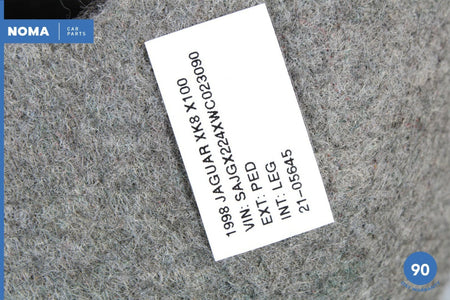 NOMA CAR
PARTS
1998 JAGUAR XK8 X100
VIN: SAJGX224XWC023090
EXT: PED
INT: LEG
21-05645
90